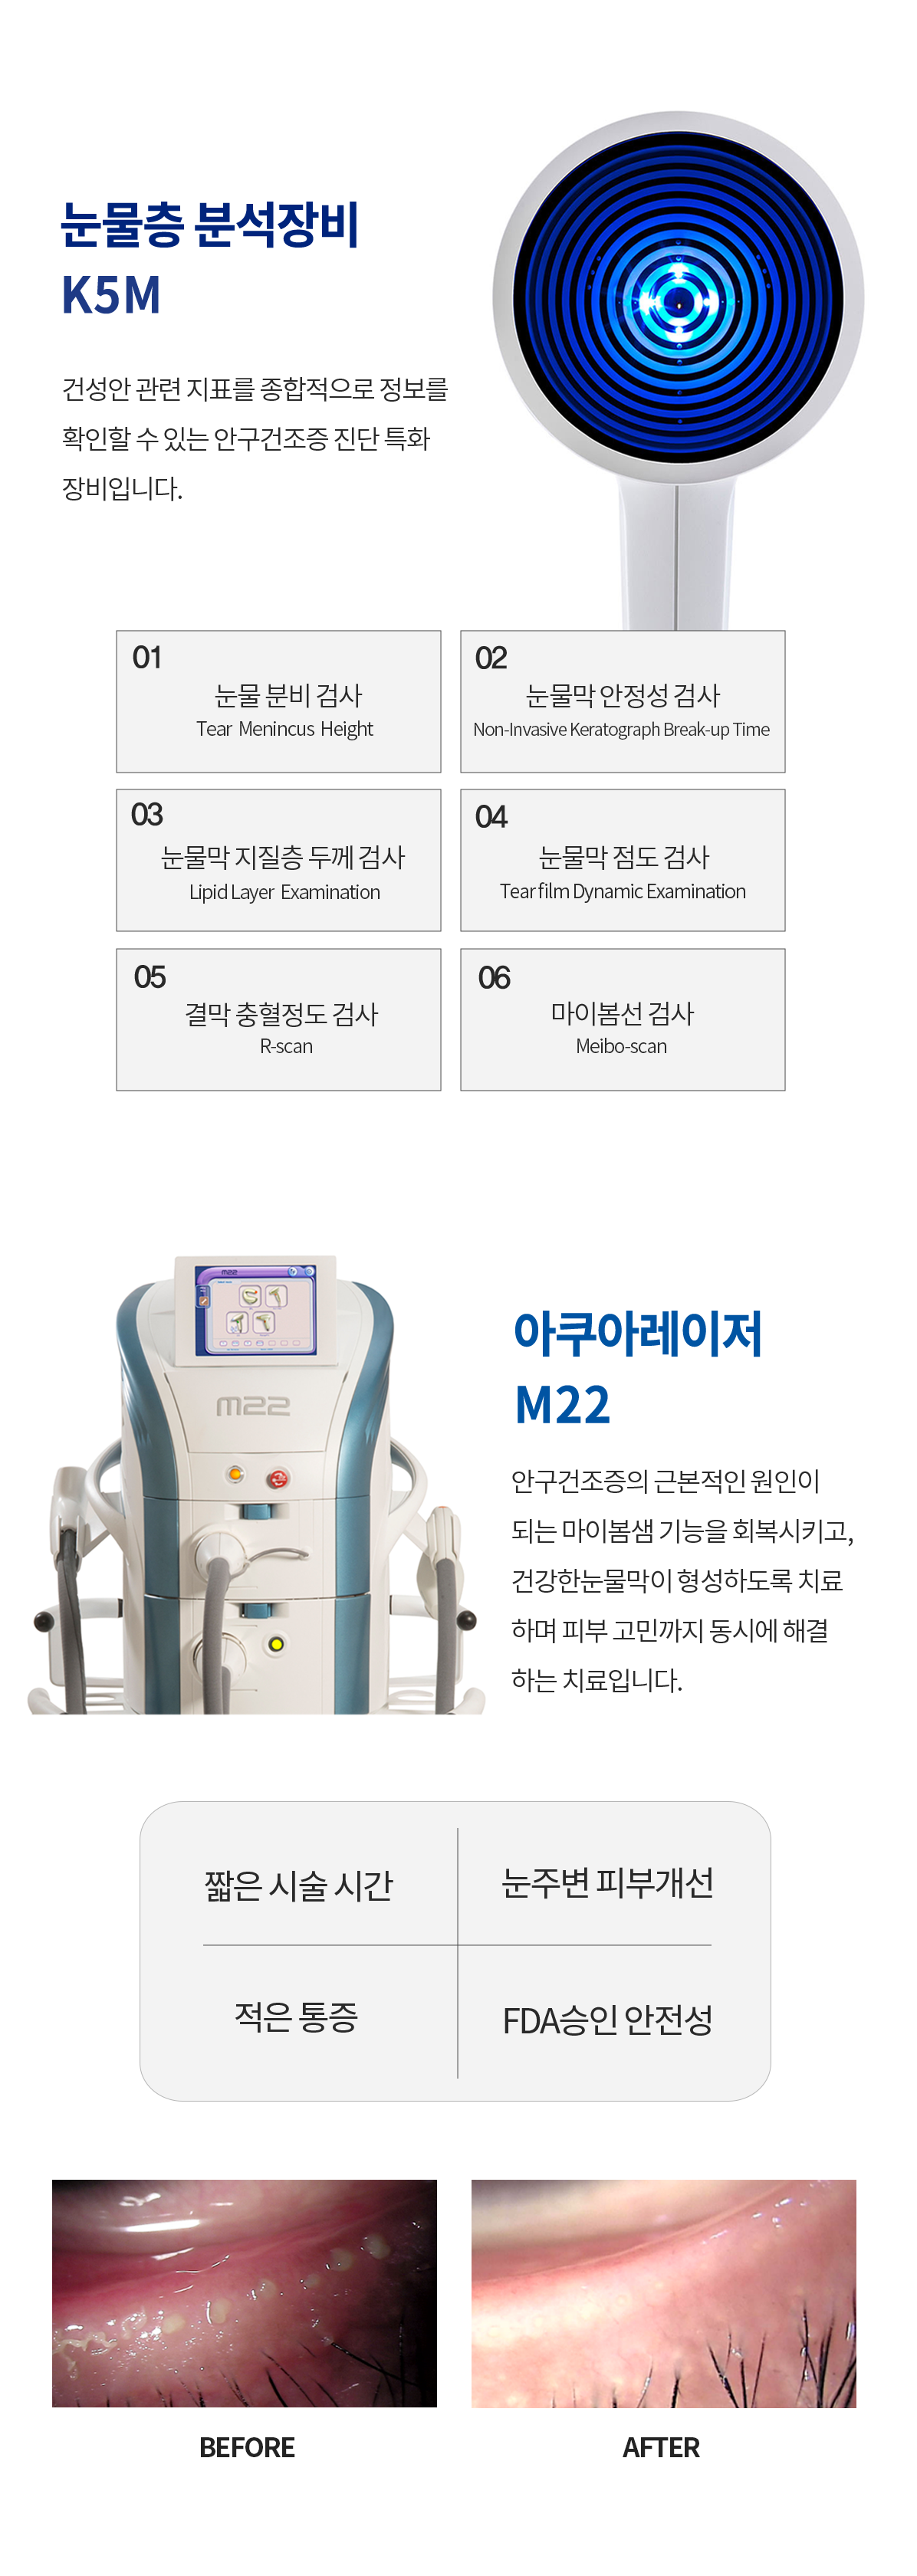 눈물층 분석장비
K5M
건성안 관련 지표를 종합적으로 정보를
확인할 수 있는 안구건조증 진단 특화
장비입니다.
01
눈물 분비 검사
Tear Menincus Height
02
눈물막 안정성 검사
Non-Invasive Keratograph Break-up Time
03
눈물막 지질층 두께 검사
Lipid Layer Examination
04
눈물막 점도 검사
Tear film Dynamic Examination
05
결막 충혈정도 검사
R-scan
06
마이봄선 검사
Meibo-scan
m22
m22
아쿠아레이저
M22
안구건조증의 근본적인 원인이
되는 마이봄샘 기능을 회복시키고,
건강한눈물막이 형성하도록 치료
하며 피부 고민까지 동시에 해결
하는 치료입니다.
짧은 시술 시간
눈주변 피부개선
적은 통증
FDA승인 안전성
BEFORE
AFTER